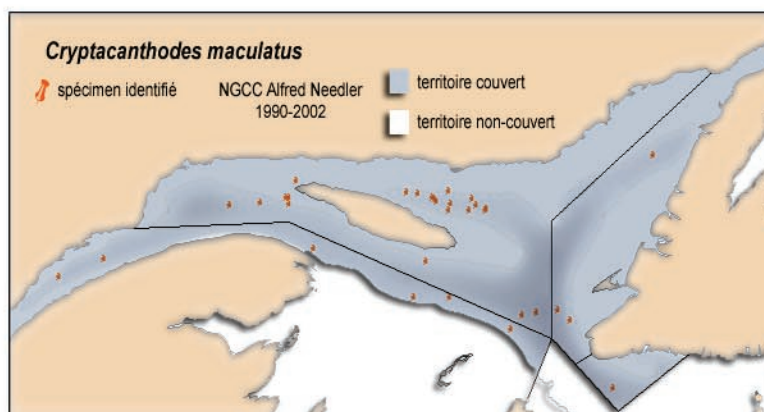 Cryptacanthodes maculatus
spécimen identifié
NGCC Alfred Needler
1990-2002
territoire couvert
territoire non-couvert